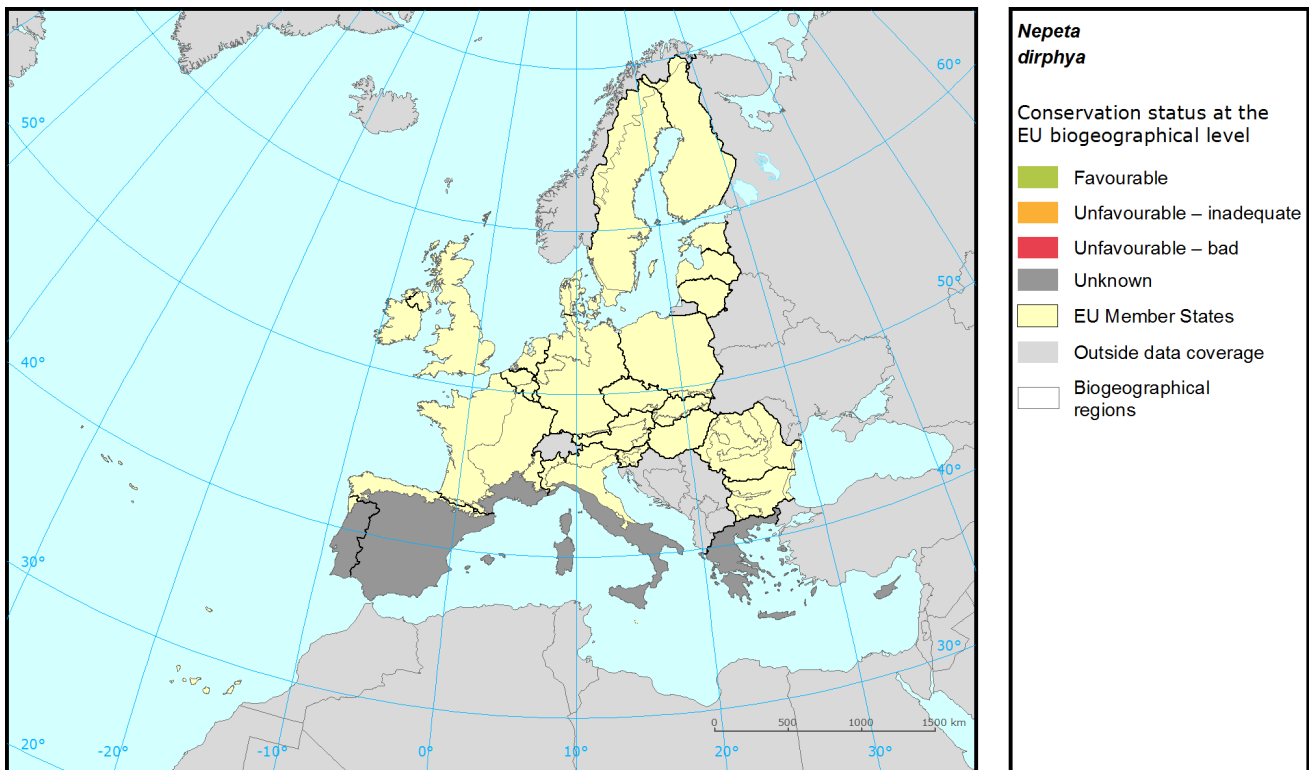 60°
50°
50°
40°
40°
30°
30°
20°
-20°
-10°
0°
10°
20°
30°
0 500 1000 1500 km
Nepeta
dirphya
Conservation status at the
EU biogeographical level
Favourable
Unfavourable – inadequate
Unfavourable – bad
Unknown
EU Member States
Outside data coverage
Biogeographical
regions